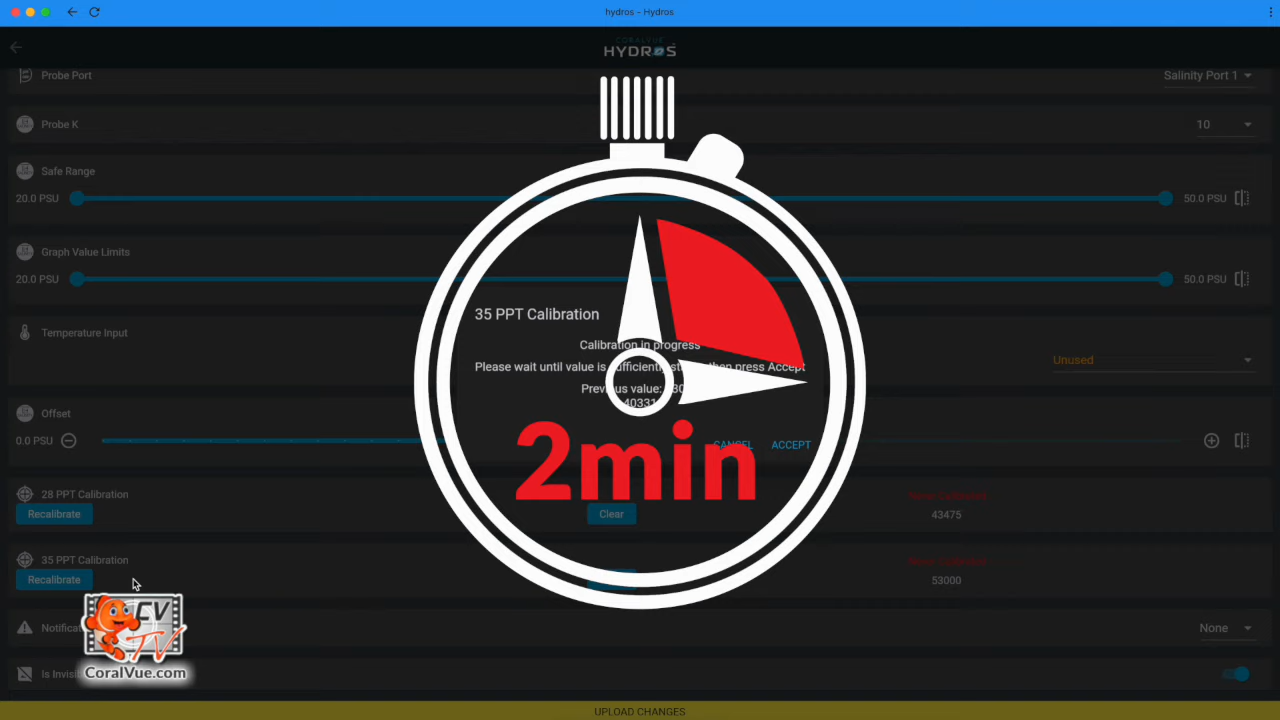 hydros – Hydros
CORALVUE
HYDROS
Probe Port
Salinity Port 1
Probe K
10
Safe Range
20.0 PSU
50.0 PSU
Graph Value Limits
20.0 PSU
50.0 PSU
35 PPT Calibration
Calibration in progress
Temperature Input
Please wait until value is then press Accept
Unused
Previous value:
40331
Offset
0.0 PSU
CANCEL
ACCEPT
2min
28 PPT Calibration
Recalibrate
Clear
43475
35 PPT Calibration
Recalibrate
53000
CV
TV
CoralVue.com
None
UPLOAD CHANGES